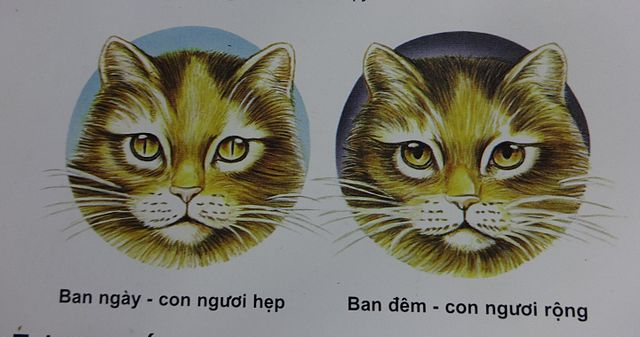 Ban ngày - con ngươi hẹp
Ban đêm - con ngươi rộng